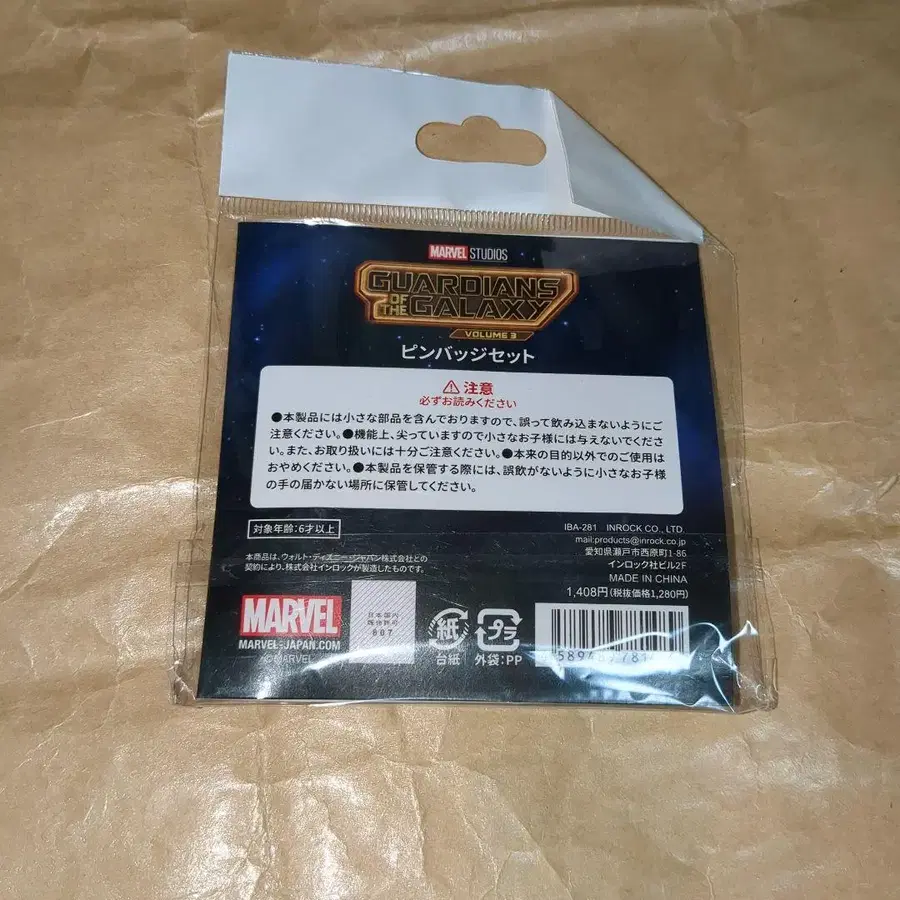 MARVEL STUDIOS
GUARDIANS
OF THE GALAXY
VOLUME 3
ピンバッジセット
⚠注意
必ずお読みください
●本製品には小さな部品を含んでおりますので、誤って飲み込まないようにご
注意ください。●機能上、尖っていますので小さなお子様には与えないでくださ
い。また、お取り扱いには十分ご注意ください。●本来の目的以外でのご使用は
おやめください。●本製品を保管する際には、誤飲がないように小さなお子様
の手の届かない場所に保管してください。
対象年齢:6才以上
本商品は、ウォルト・ディズニー・ジャパン株式会社との
契約により、株式会社インロックが製造したものです。
IBA-281 INROCK CO., LTD.
mail:products@inrock.co.jp
愛知県瀬戸市西原町1-86
インロック社ビル2F
MADE IN CHINA
1,408円(税抜価格1,280円)
MARVEL
MARVEL-JAPAN.COM
©MARVEL
日本国内
販売許可
007
紙
台紙
プラ
外袋:PP